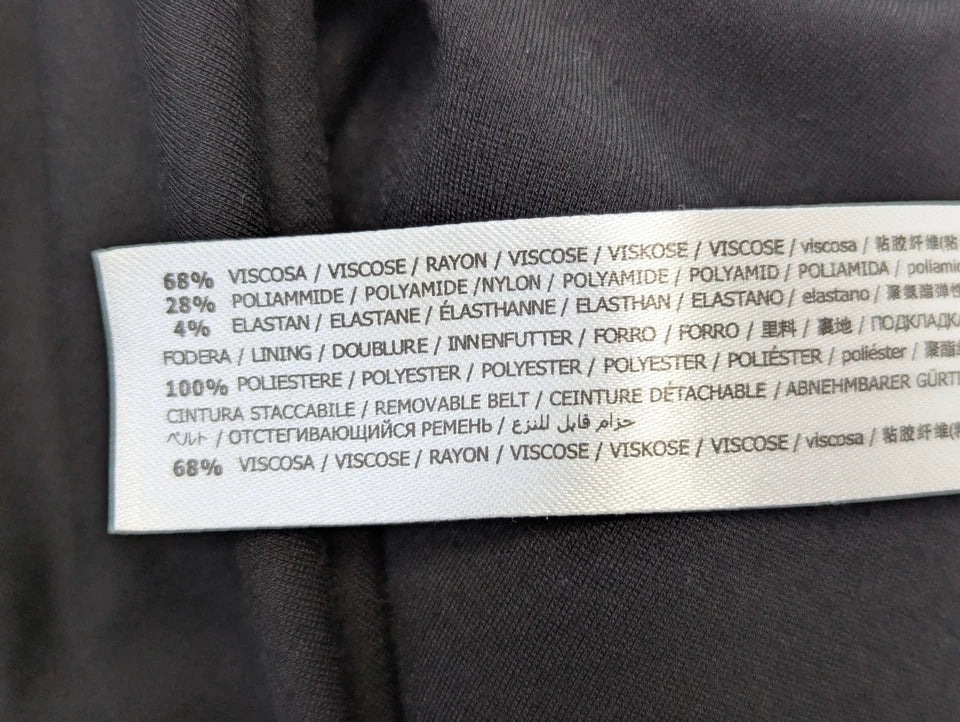 68% VISCOSA / VISCOSE / RAYON / VISCOSE / VISKOSE / VISCOSE / viscosa / 粘胶纤维(粘
28% POLIAMMIDE / POLYAMIDE /NYLON / POLYAMIDE / POLYAMID / POLIAMIDA /
4% ELASTAN / ELASTANE / ÉLASTHANNE / ELASTHAN / ELASTANO / elastano / 聚氨酯弹性
FODERA / LINING / DOUBLURE / INNENFUTTER / FORRO / FORRO / 里料 / 裏地 / ПОДКЛАДКА
100% POLIESTERE / POLYESTER / POLYESTER / POLYESTER / POLIÉSTER / poliéster / 聚酯
CINTURA STACCABILE / REMOVABLE BELT / CEINTURE DÉTACHABLE / ABNEHMBARER
ベルト / ОТСТЕГИВАЮЩИЙСЯ РЕМЕНЬ / حزام قابل للنزع
68% VISCOSA / VISCOSE / RAYON / VISCOSE / VISKOSE / VISCOSE / viscosa / 粘胶纤维(